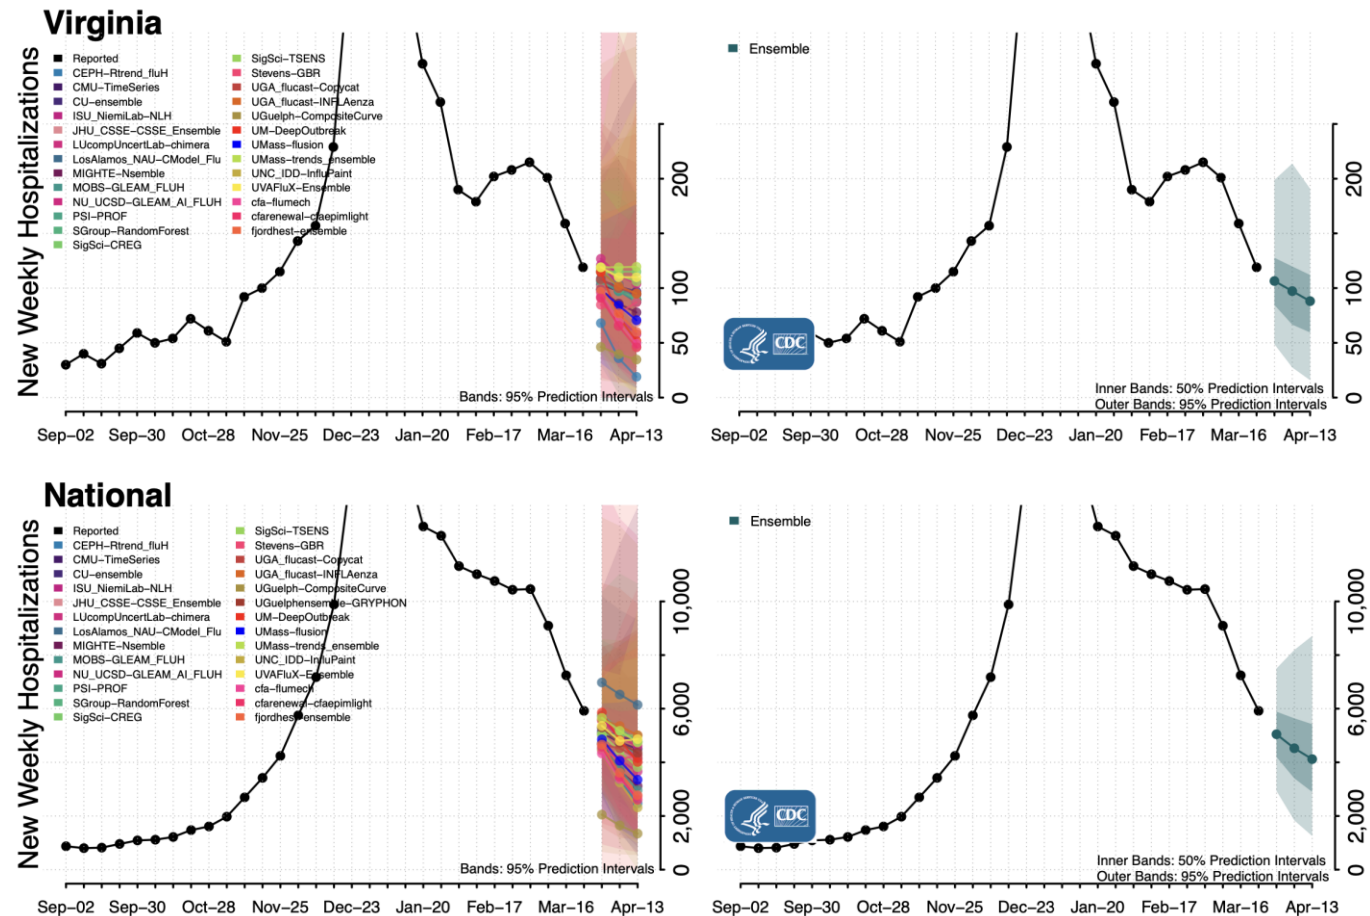 Virginia
New Weekly Hospitalizations
Reported
CEPH-Rtrend_fluH
CMU-TimeSeries
CU-ensemble
ISU_NiemiLab-NLH
JHU_CSSE-CSSE_Ensemble
LUcompUncertLab-chimera
LosAlamos_NAU-CModel_Flu
MIGHTE-Nsemble
MOBS-GLEAM_FLUH
NU_UCSD-GLEAM_AI_FLUH
PSI-PROF
SGroup-RandomForest
SigSci-CREG
SigSci-TSENS
Stevens-GBR
UGA_flucast-Copycat
UGA_flucast-INFLAenza
UGuelph-CompositeCurve
UM-DeepOutbreak
UMass-flusion
UMass-trends_ensemble
UNC_IDD-InfluPaint
UVAFluX-Ensemble
cfa-flumech
cfarenewal-cfaepimlight
fjordhest-ensemble
200
100
50
0
Bands: 95% Prediction Intervals
Sep-02 Sep-30 Oct-28 Nov-25 Dec-23 Jan-20 Feb-17 Mar-16 Apr-13
Ensemble
200
100
50
0
CDC
Inner Bands: 50% Prediction Intervals
Outer Bands: 95% Prediction Intervals
Sep-02 Sep-30 Oct-28 Nov-25 Dec-23 Jan-20 Feb-17 Mar-16 Apr-13
National
New Weekly Hospitalizations
Reported
CEPH-Rtrend_fluH
CMU-TimeSeries
CU-ensemble
ISU_NiemiLab-NLH
JHU_CSSE-CSSE_Ensemble
LUcompUncertLab-chimera
LosAlamos_NAU-CModel_Flu
MIGHTE-Nsemble
MOBS-GLEAM_FLUH
NU_UCSD-GLEAM_AI_FLUH
PSI-PROF
SGroup-RandomForest
SigSci-CREG
SigSci-TSENS
Stevens-GBR
UGA_flucast-Copycat
UGA_flucast-INFLAenza
UGuelph-CompositeCurve
UGuelphensemble-GRYPHON
UM-DeepOutbreak
UMass-flusion
UMass-trends_ensemble
UNC_IDD-InfluPaint
UVAFluX-Ensemble
cfa-flumech
cfarenewal-cfaepimlight
fjordhest-ensemble
10,000
6,000
2,000
0
Bands: 95% Prediction Intervals
Sep-02 Sep-30 Oct-28 Nov-25 Dec-23 Jan-20 Feb-17 Mar-16 Apr-13
Ensemble
10,000
6,000
2,000
0
CDC
Inner Bands: 50% Prediction Intervals
Outer Bands: 95% Prediction Intervals
Sep-02 Sep-30 Oct-28 Nov-25 Dec-23 Jan-20 Feb-17 Mar-16 Apr-13